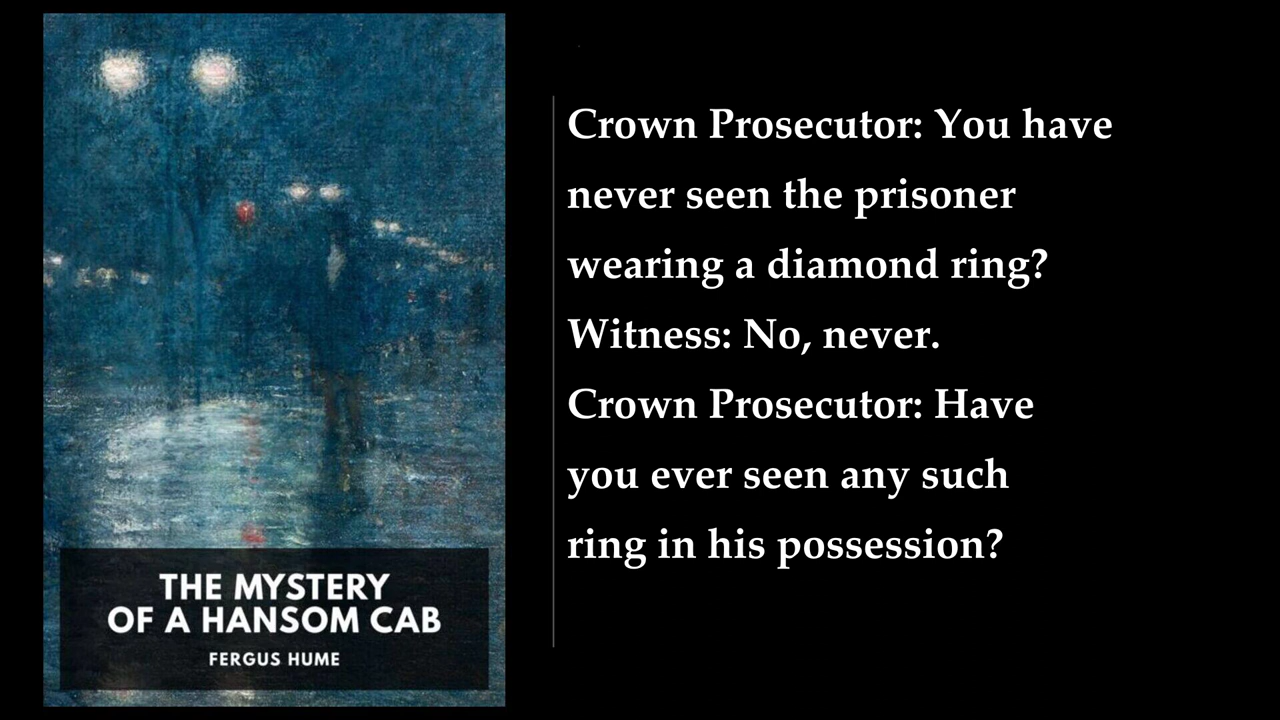 THE MYSTERY
OF A HANSOM CAB
FERGUS HUME
Crown Prosecutor: You have
never seen the prisoner
wearing a diamond ring?
Witness: No, never.
Crown Prosecutor: Have
you ever seen any such
ring in his possession?